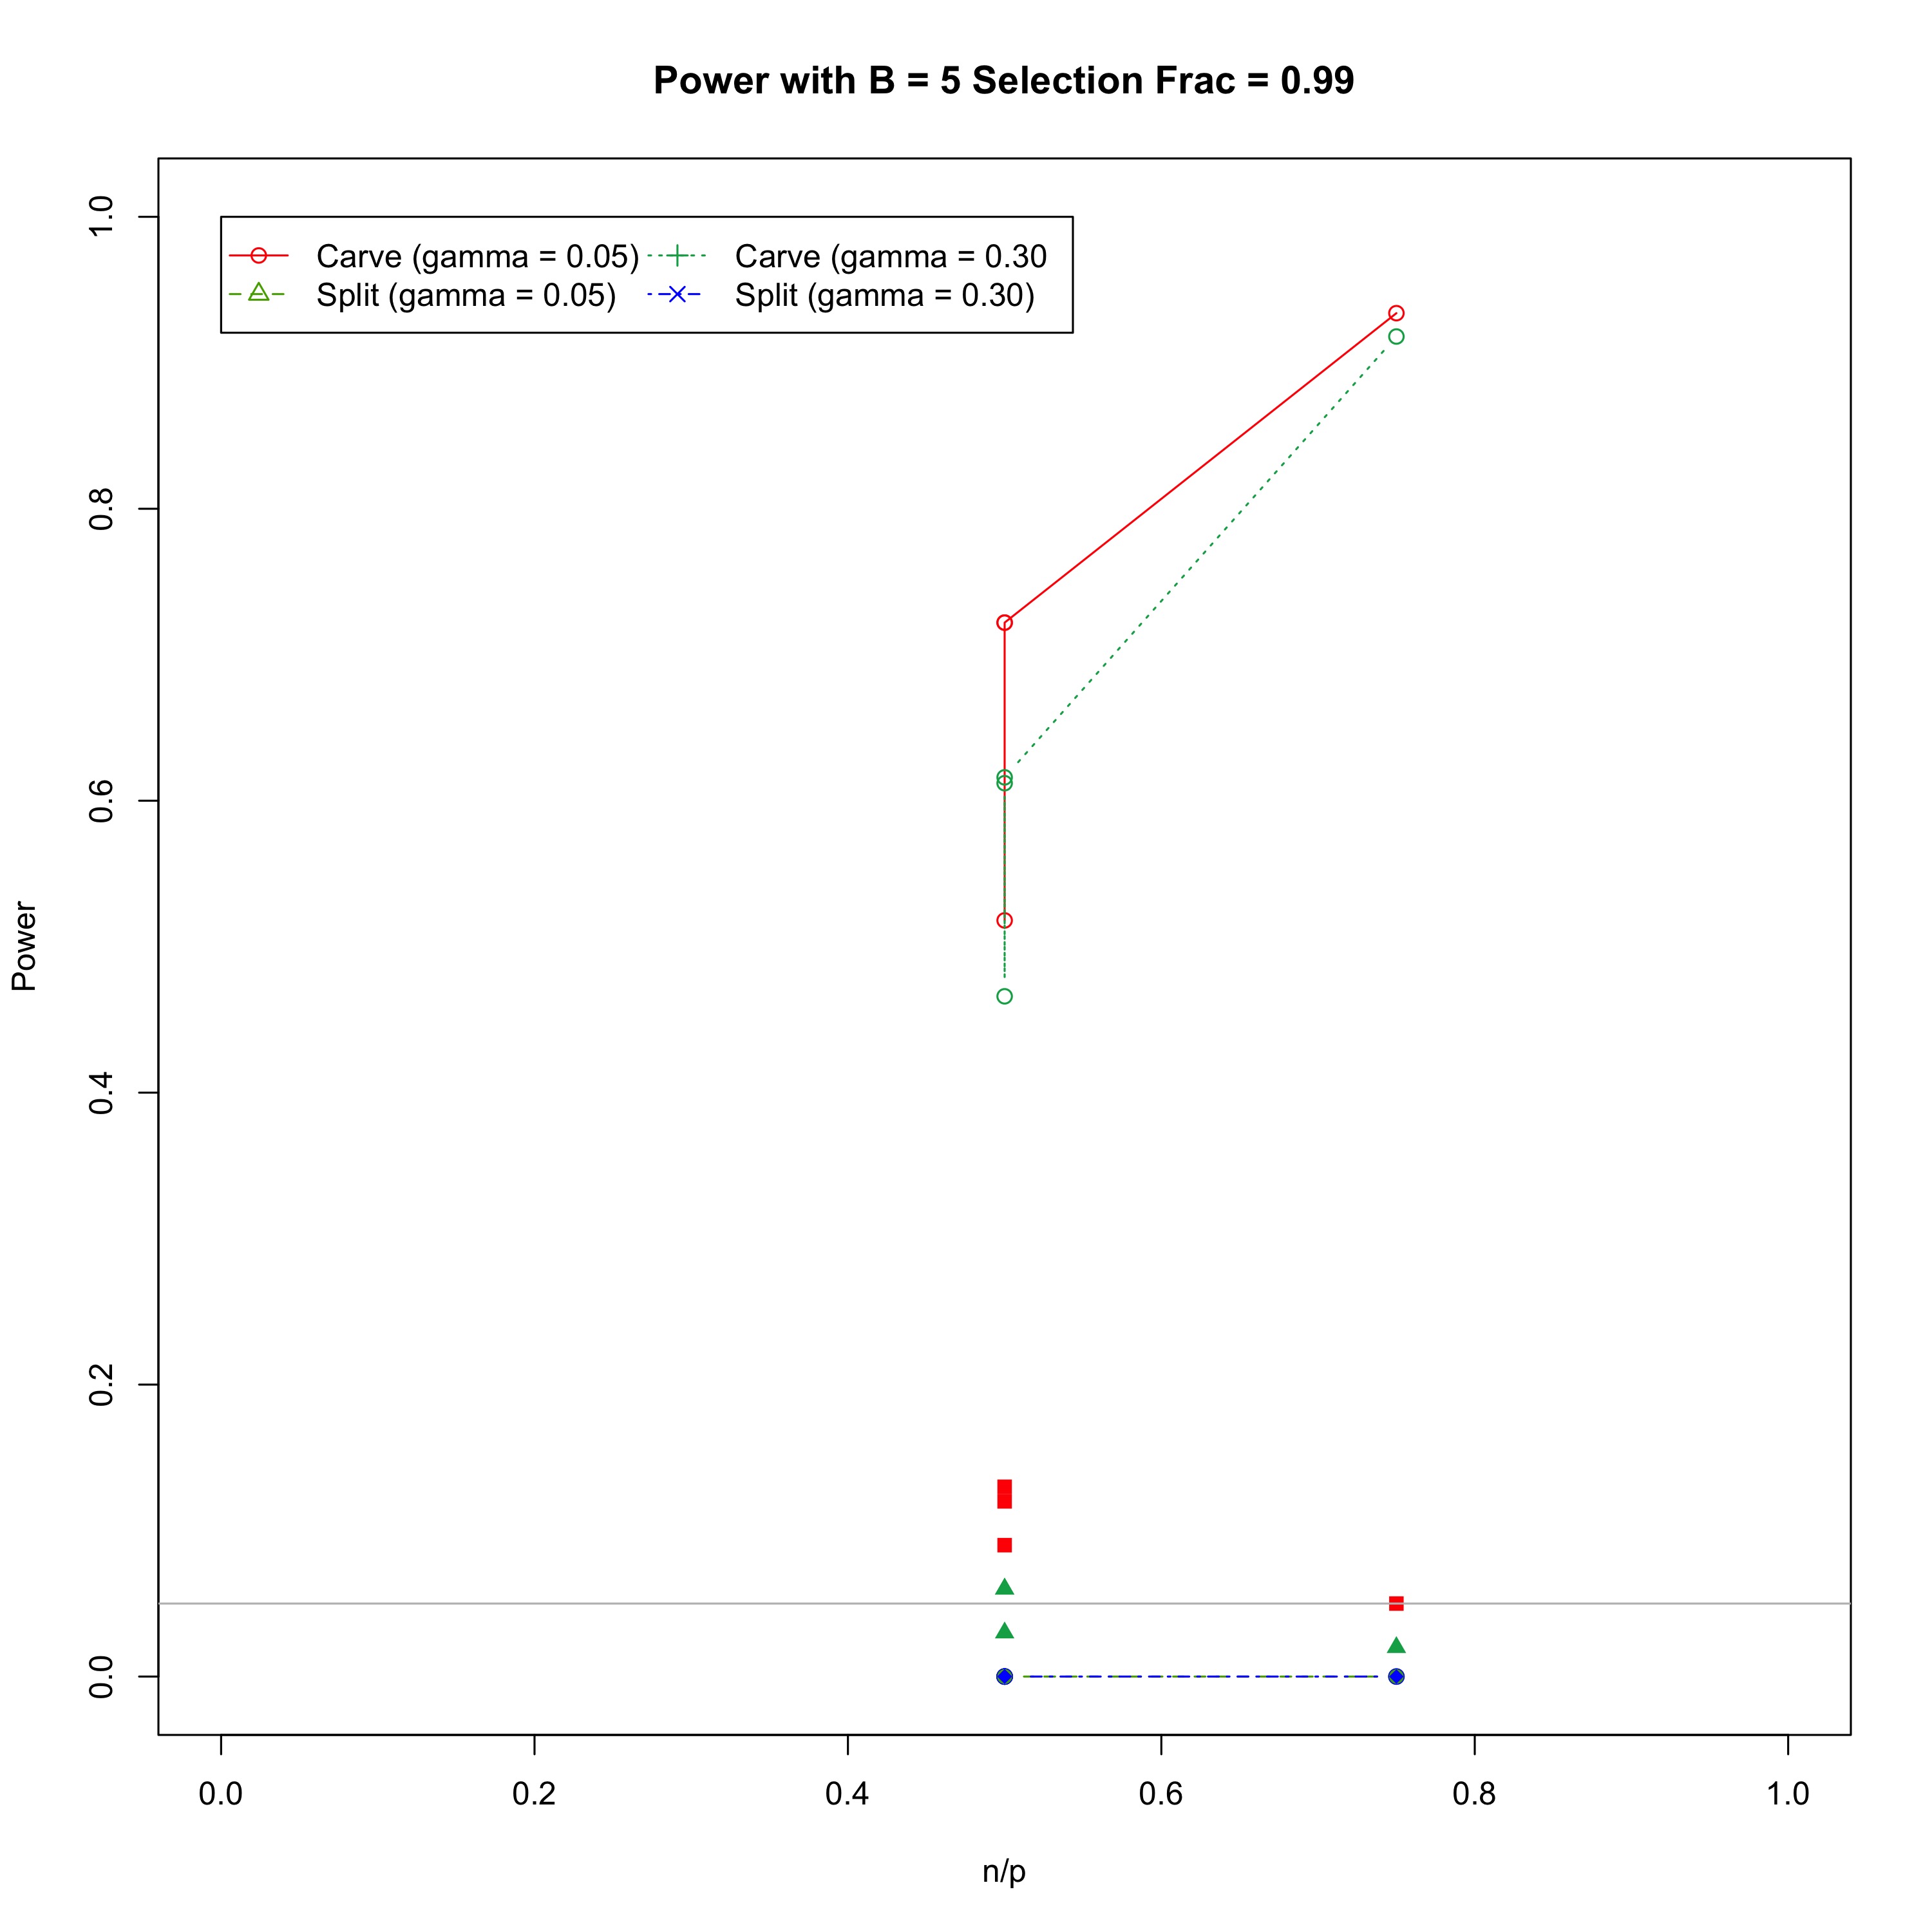 Power with B = 5 Selection Frac = 0.99
Carve (gamma = 0.05) Carve (gamma = 0.30
Split (gamma = 0.05) Split (gamma = 0.30)
1.0
0.8
0.6
0.4
0.2
0.0
Power
0.0 0.2 0.4 0.6 0.8 1.0
n/p